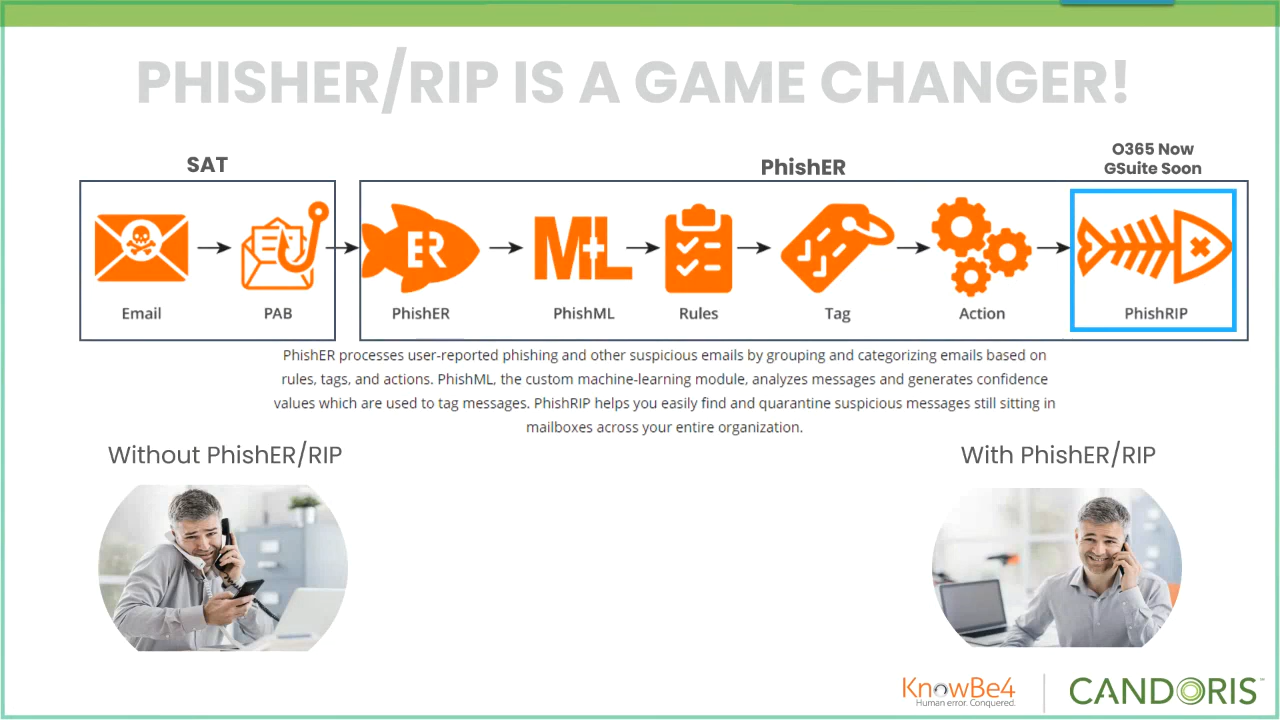 PHISHER/RIP IS A GAME CHANGER!
SAT
PhishER
O365 Now
GSuite Soon
ER
ML
Email
PAB
PhishER
PhishML
Rules
Tag
Action
PhishRIP
PhishER processes user-reported phishing and other suspicious emails by grouping and categorizing emails based on
rules, tags, and actions. PhishML, the custom machine-learning module, analyzes messages and generates confidence
values which are used to tag messages. PhishRIP helps you easily find and quarantine suspicious messages still sitting in
mailboxes across your entire organization.
Without PhishER/RIP
With PhishER/RIP
KnowBe4
Human error. Conquered.
CANDORIS™